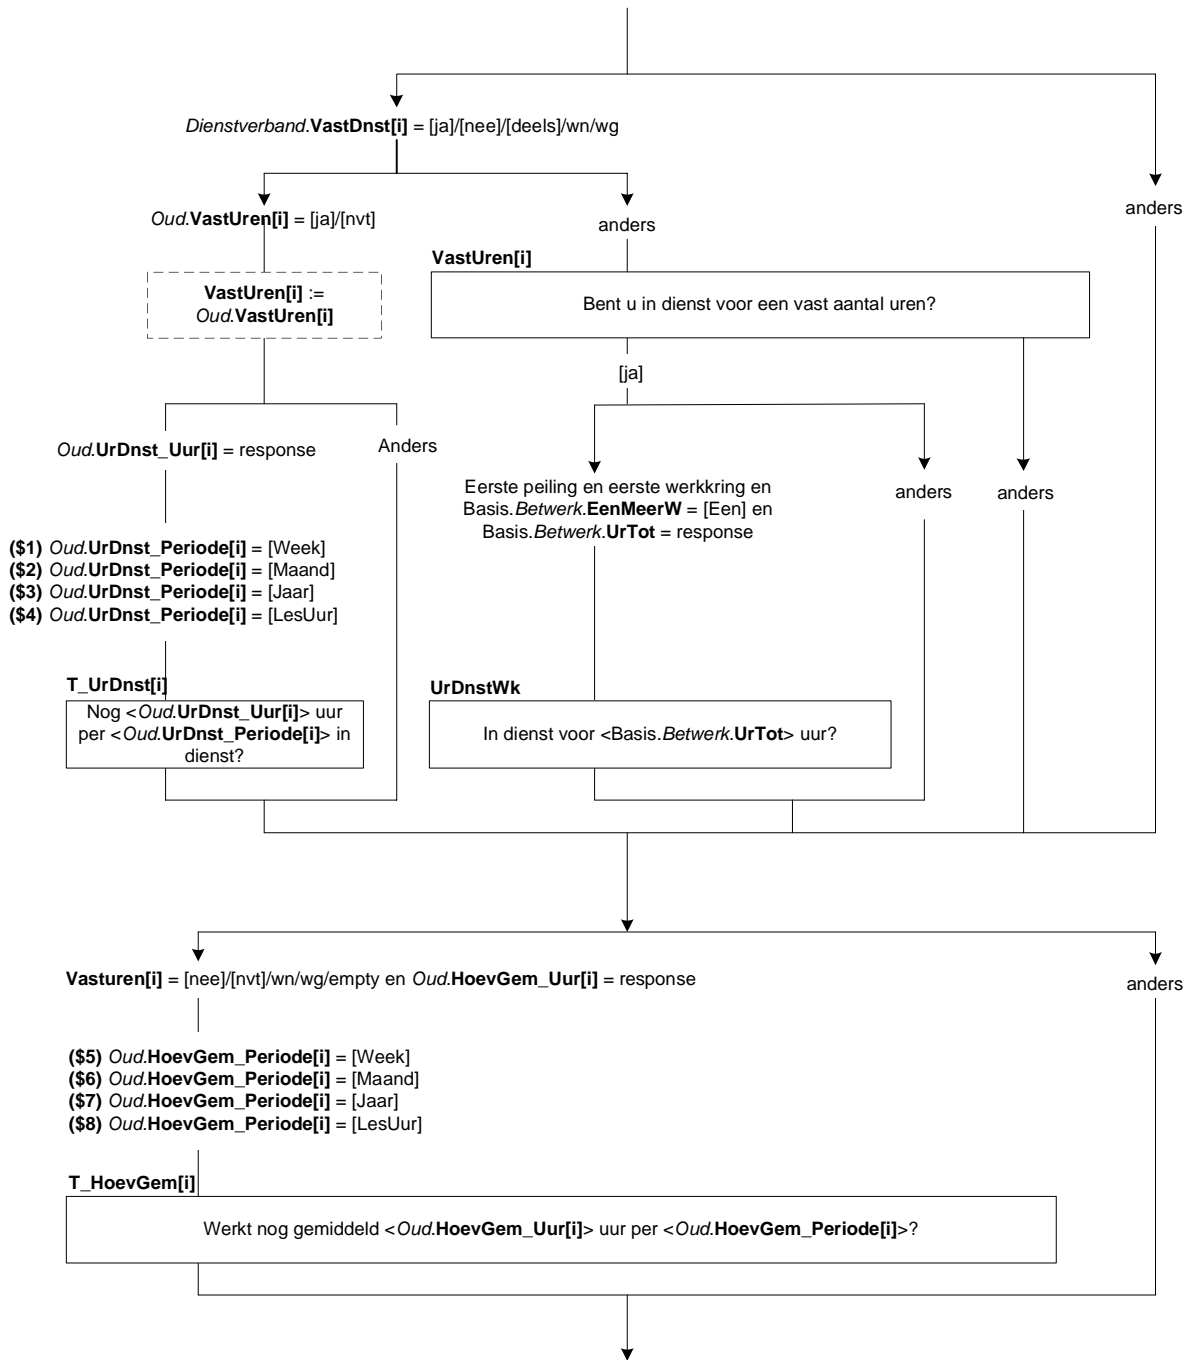 Dienstverband.VastDnst[i] = [ja]/[nee]/[deels]/wn/wg
anders
Oud.VastUren[i] = [ja]/[nvt]
anders
VastUren[i]
VastUren[i] :=
Oud.VastUren[i]
Bent u in dienst voor een vast aantal uren?
[ja]
Oud.UrDnst_Uur[i] = response
Anders
Eerste peiling en eerste werkkring en
Basis.Betwerk.EenMeerW = [Een] en
Basis.Betwerk.UrTot = response
anders
anders
($1) Oud.UrDnst_Periode[i] = [Week]
($2) Oud.UrDnst_Periode[i] = [Maand]
($3) Oud.UrDnst_Periode[i] = [Jaar]
($4) Oud.UrDnst_Periode[i] = [LesUur]
T_UrDnst[i]
Nog <Oud.UrDnst_Uur[i]> uur
per <Oud.UrDnst_Periode[i]> in
dienst?
UrDnstWk
In dienst voor <Basis.Betwerk.UrTot> uur?
Vasturen[i] = [nee]/[nvt]/wn/wg/empty en Oud.HoevGem_Uur[i] = response
anders
($5) Oud.HoevGem_Periode[i] = [Week]
($6) Oud.HoevGem_Periode[i] = [Maand]
($7) Oud.HoevGem_Periode[i] = [Jaar]
($8) Oud.HoevGem_Periode[i] = [LesUur]
T_HoevGem[i]
Werkt nog gemiddeld <Oud.HoevGem_Uur[i]> uur per <Oud.HoevGem_Periode[i]>?